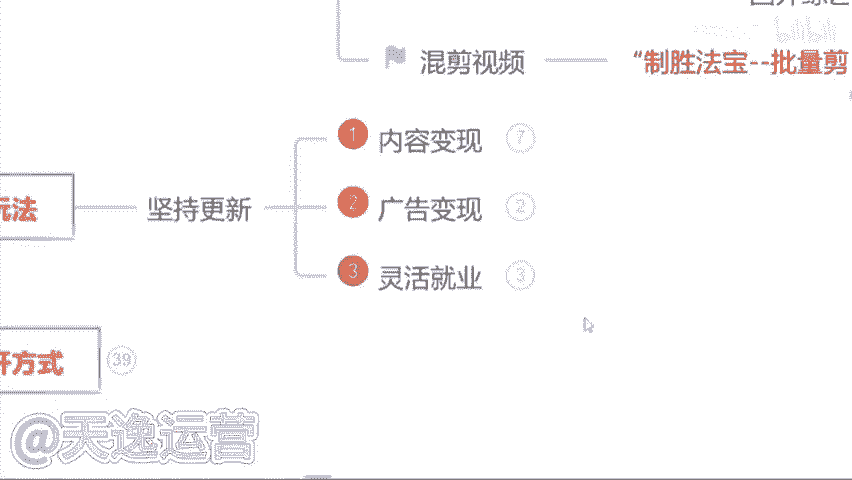 混剪视频
“制胜法宝--批量剪
1 内容变现 7
坚持更新
2 广告变现 2
3 灵活就业 3
玩法
方式 39
@天逸运营
bilibili